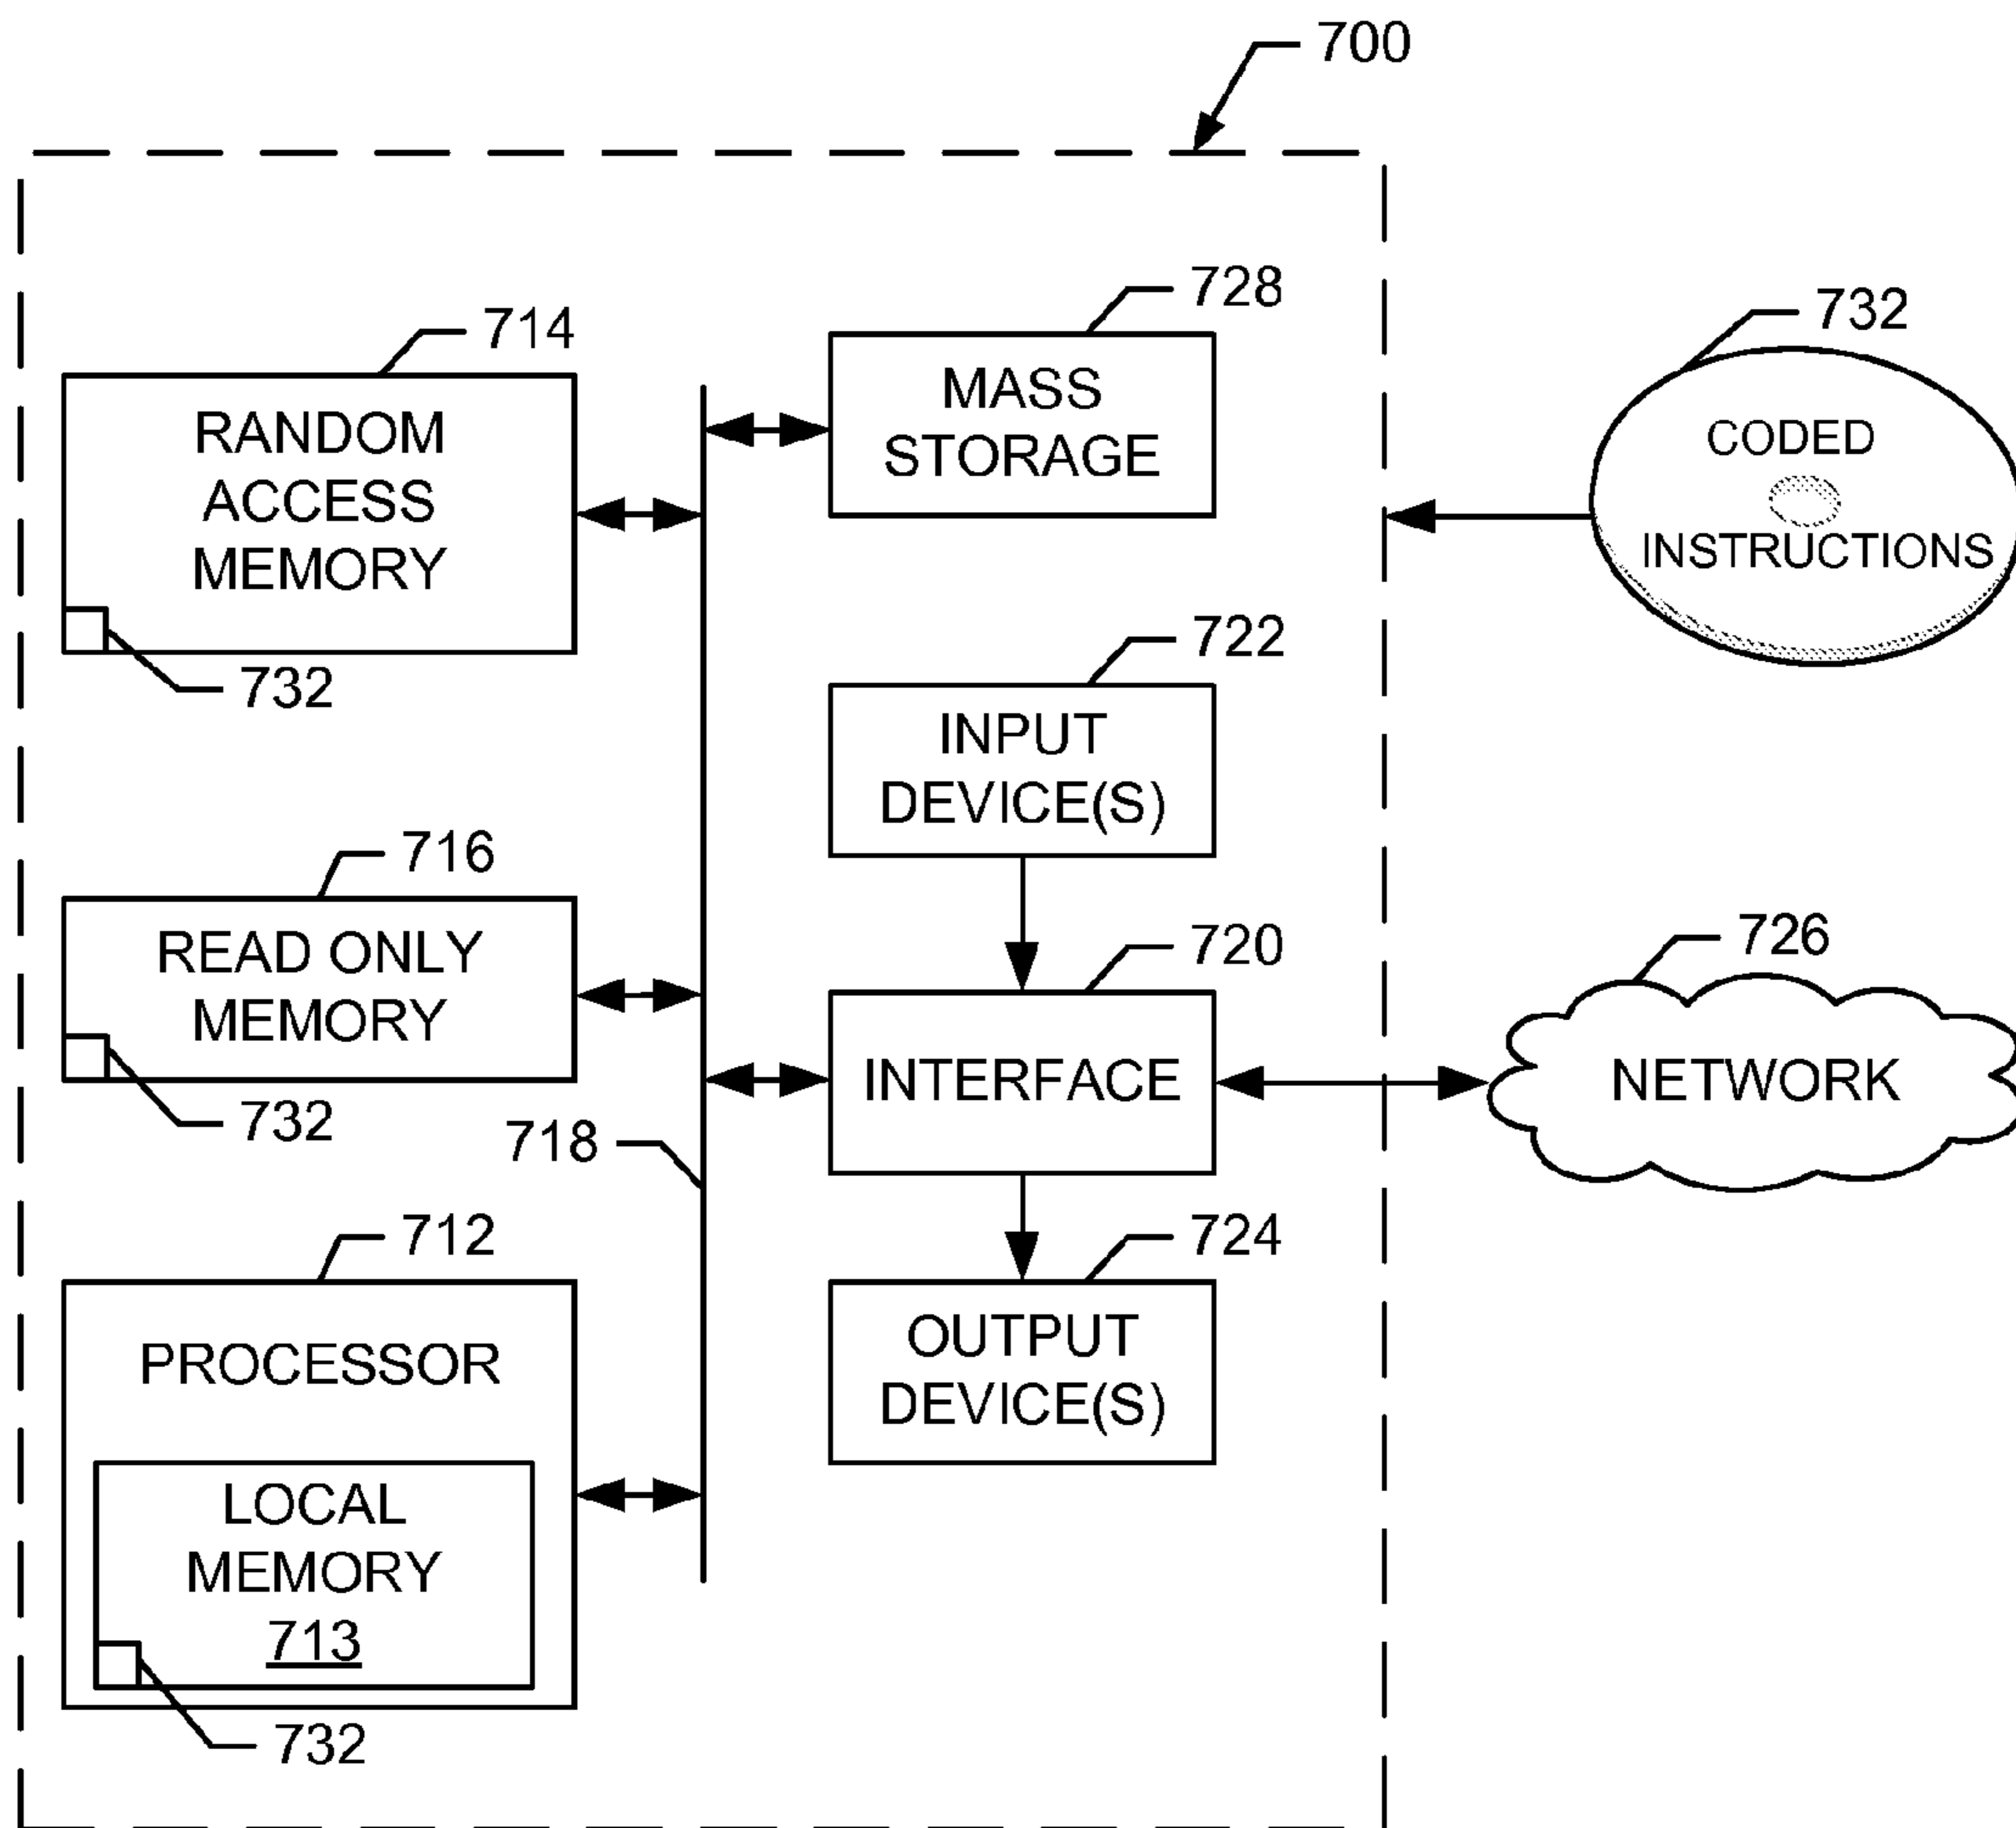 700
728
732
714
MASS
STORAGE
RANDOM
ACCESS
MEMORY
CODED
INSTRUCTIONS
732
722
INPUT
DEVICE(S)
716
READ ONLY
MEMORY
720
726
INTERFACE
NETWORK
732
718
712
724
PROCESSOR
OUTPUT
DEVICE(S)
LOCAL
MEMORY
713
732